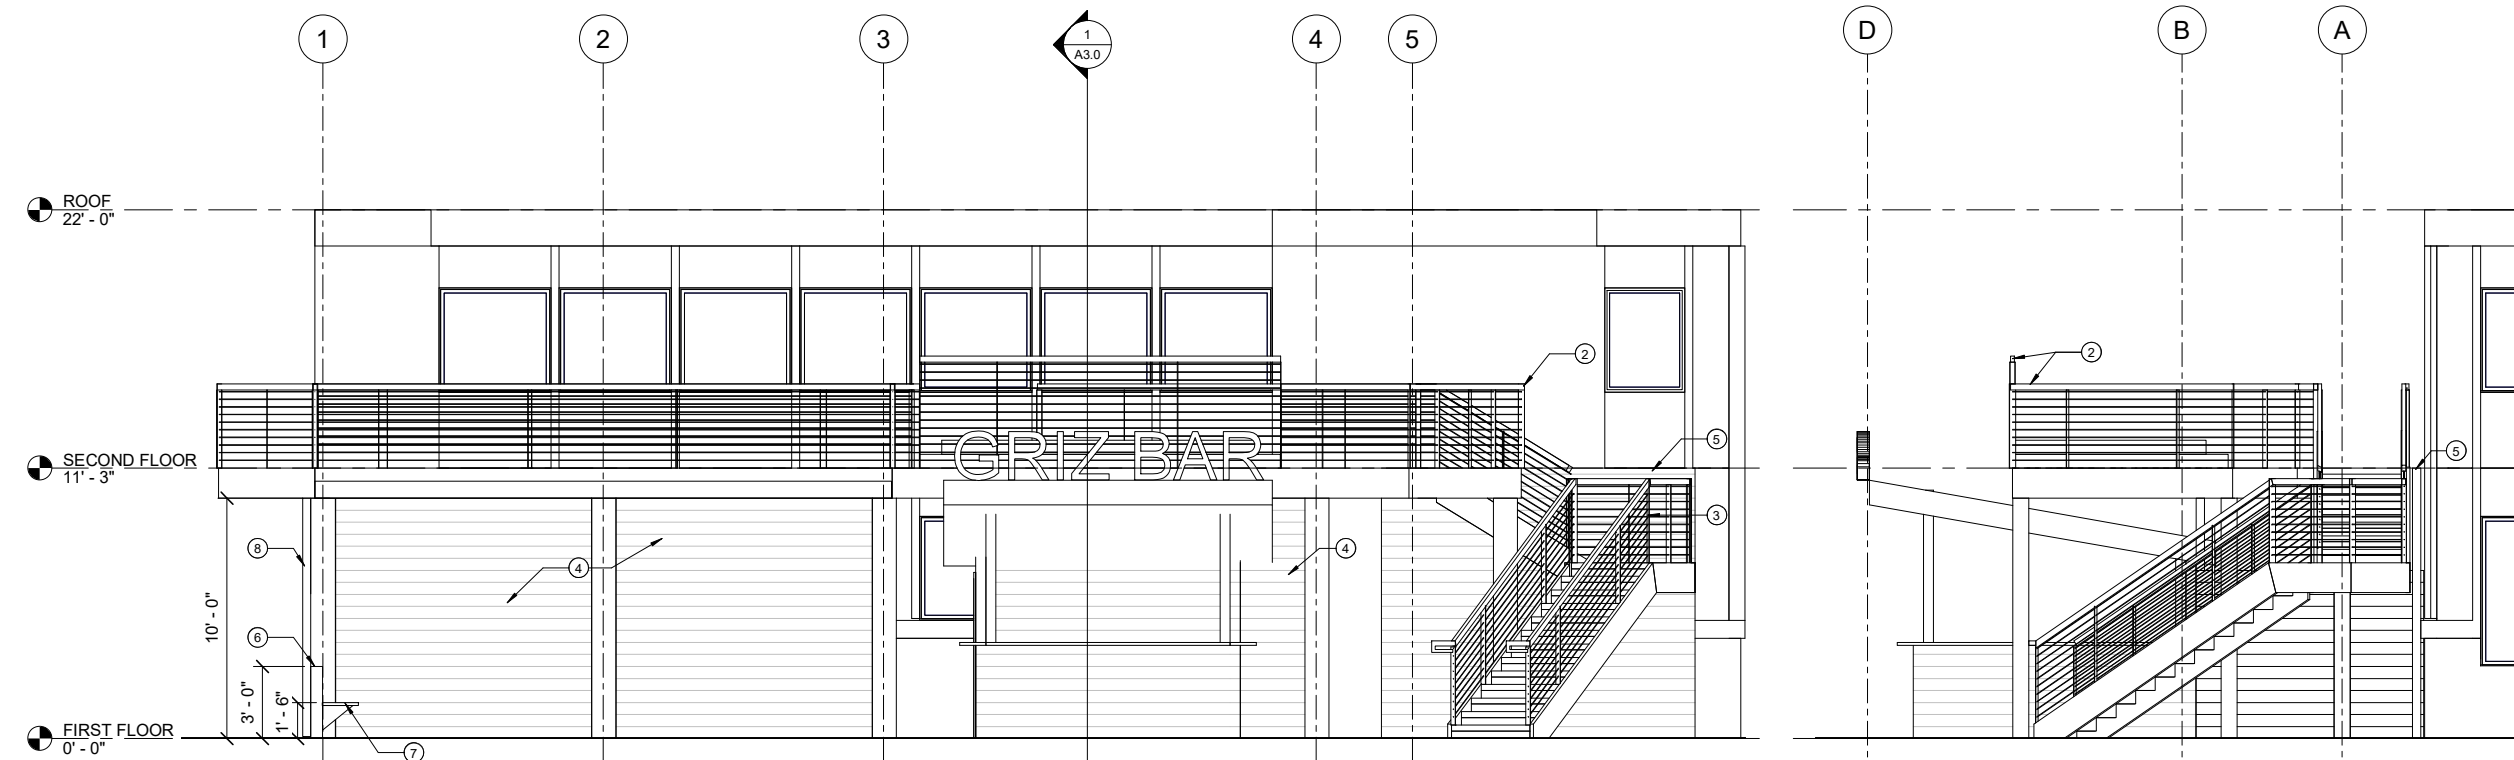 1
2
3
1
A3.0
4
5
D
B
A
ROOF
22' - 0"
2
2
SECOND FLOOR
11' - 3"
GRIZ BAR
5
5
3
8
4
4
10' - 0"
6
3' - 0"
1' - 6"
FIRST FLOOR
0' - 0"
7